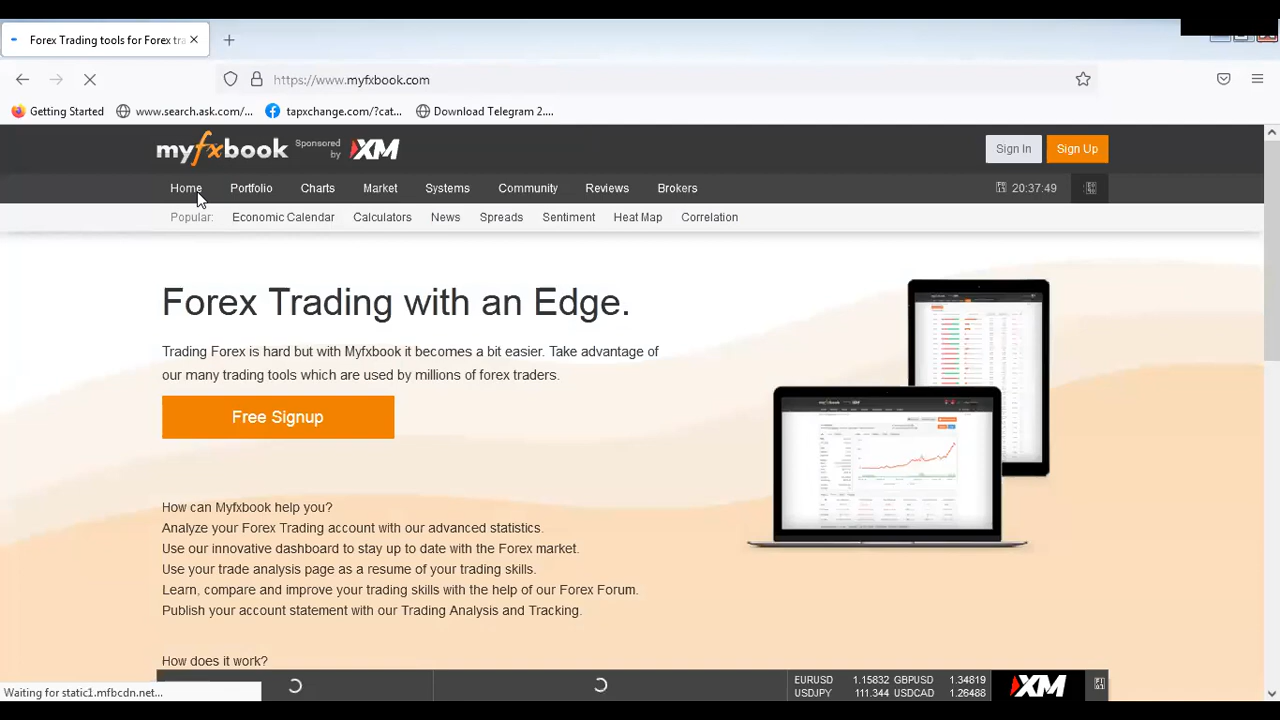 Forex Trading tools for Forex tra
https://www.myfxbook.com
Getting Started
www.search.ask.com/...
tapxchange.com/?cat...
Download Telegram 2....
myfxbook
Sponsored by
XM
Sign In
Sign Up
Home
Portfolio
Charts
Market
Systems
Community
Reviews
Brokers
20:37:49
Popular:
Economic Calendar
Calculators
News
Spreads
Sentiment
Heat Map
Correlation
Forex Trading with an Edge.
Trading Forex is hard but with Myfxbook it becomes a bit easier. Take advantage of
our many trading tools which are used by millions of forex traders.
Free Signup
How can Myfxbook help you?
Analyze your Forex Trading account with our advanced statistics.
Use our innovative dashboard to stay up to date with the Forex market.
Use your trade analysis page as a resume of your trading skills.
Learn, compare and improve your trading skills with the help of our Forex Forum.
Publish your account statement with our Trading Analysis and Tracking.
How does it work?
EURUSD 1.15832 GBPUSD 1.34819
USDJPY 111.344 USDCAD 1.26488
XM
Waiting for static1.mfbcdn.net...